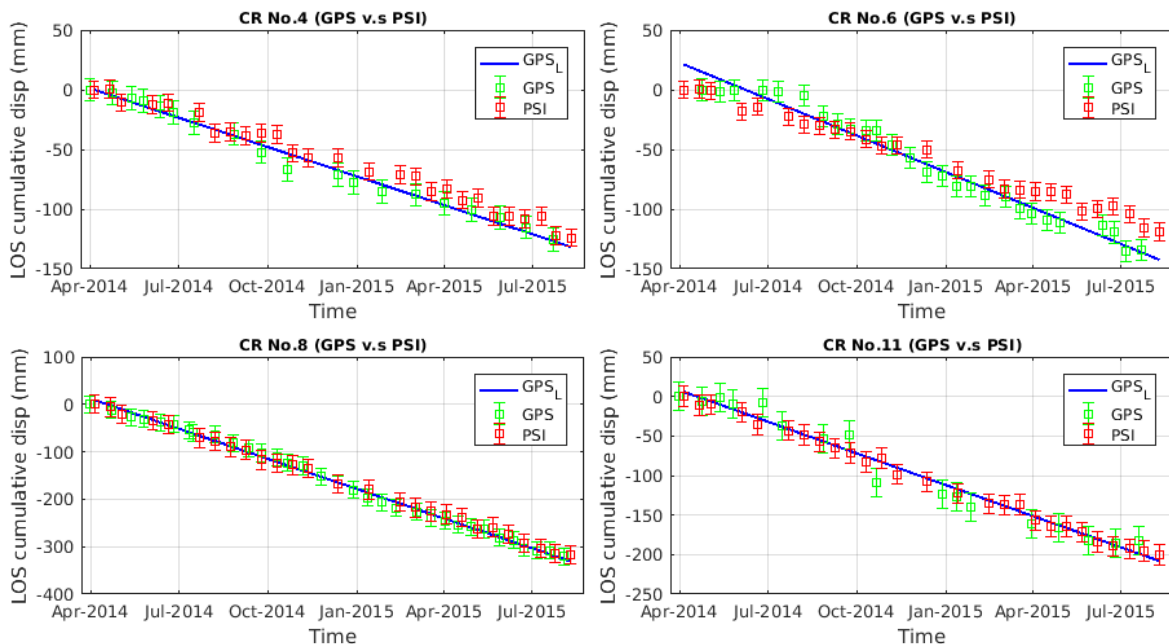 CR No.4 (GPS v.s PSI)
50
0
-50
-100
-150
LOS cumulative disp (mm)
Apr-2014 Jul-2014 Oct-2014 Jan-2015 Apr-2015 Jul-2015
Time
GPS_L
GPS
PSI
CR No.6 (GPS v.s PSI)
50
0
-50
-100
-150
LOS cumulative disp (mm)
Apr-2014 Jul-2014 Oct-2014 Jan-2015 Apr-2015 Jul-2015
Time
GPS_L
GPS
PSI
CR No.8 (GPS v.s PSI)
100
0
-100
-200
-300
-400
LOS cumulative disp (mm)
Apr-2014 Jul-2014 Oct-2014 Jan-2015 Apr-2015 Jul-2015
Time
GPS_L
GPS
PSI
CR No.11 (GPS v.s PSI)
50
0
-50
-100
-150
-200
-250
LOS cumulative disp (mm)
Apr-2014 Jul-2014 Oct-2014 Jan-2015 Apr-2015 Jul-2015
Time
GPS_L
GPS
PSI